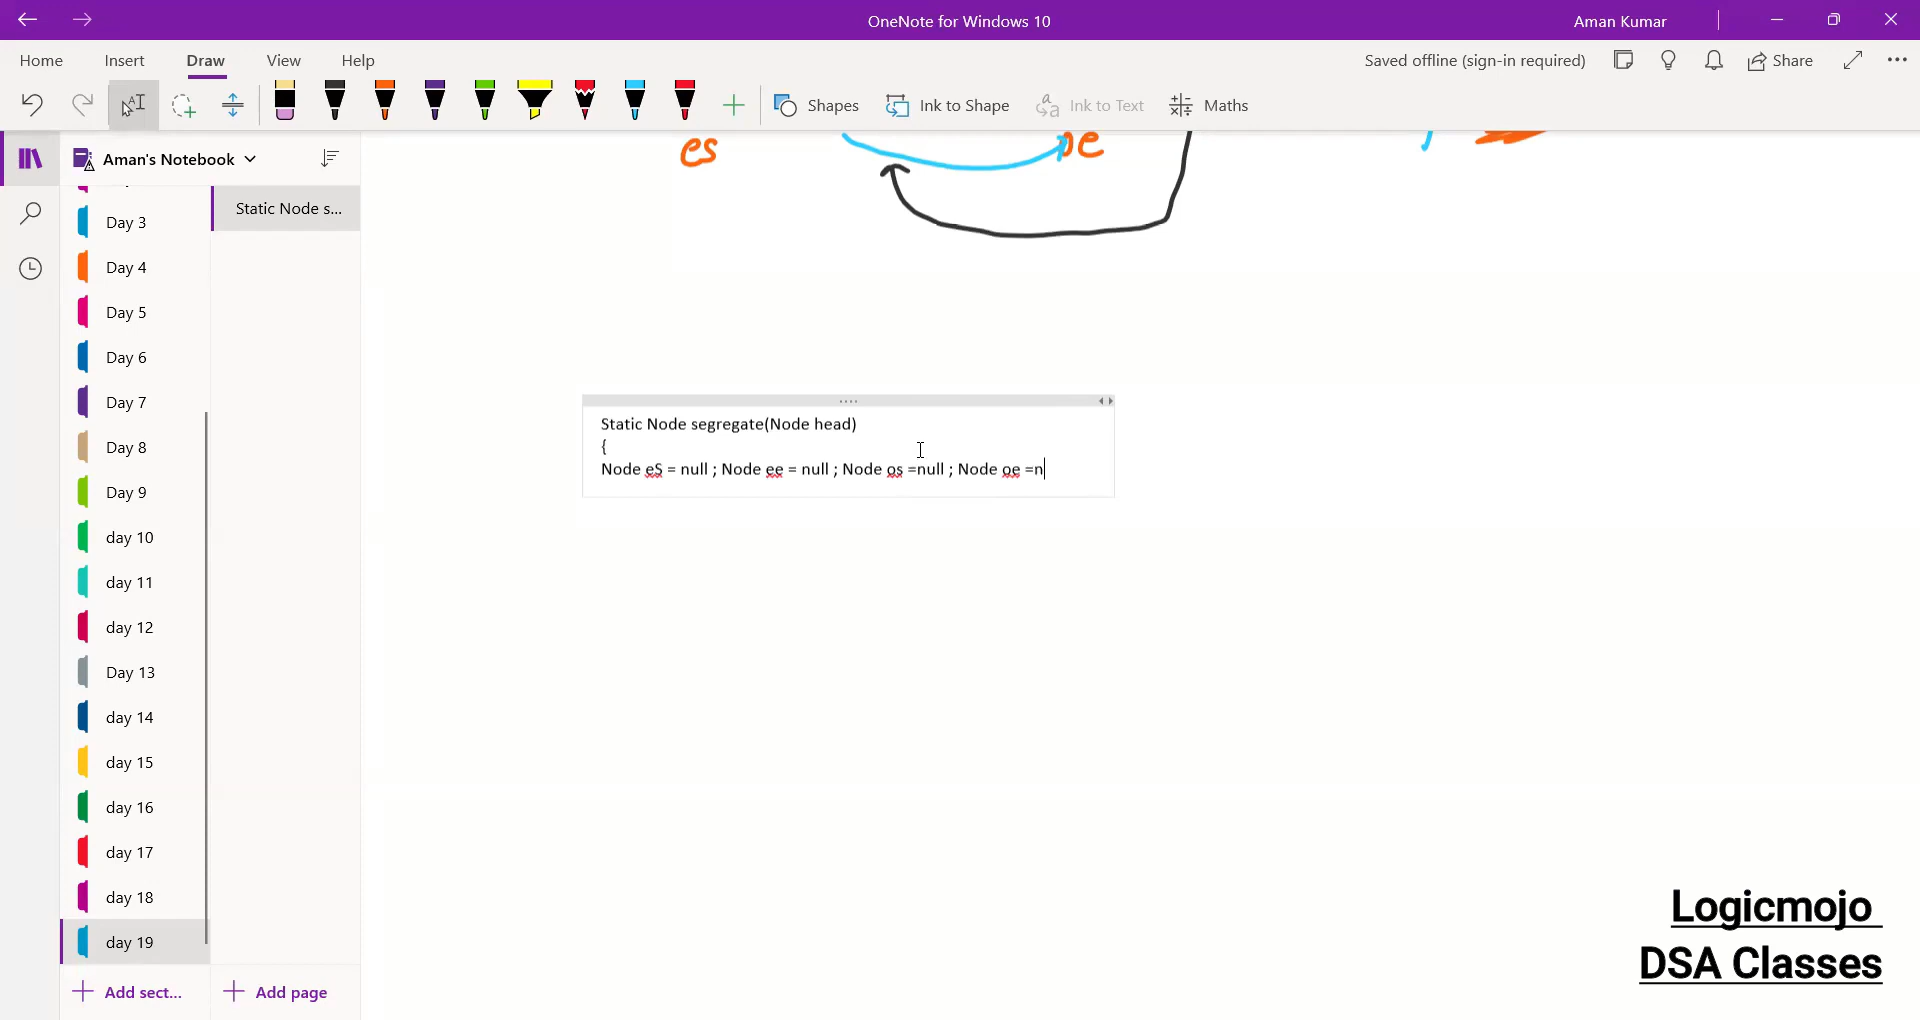 OneNote for Windows 10
Aman Kumar
Home
Insert
Draw
View
Help
Saved offline (sign-in required)
Share
Shapes
Ink to Shape
Ink to Text
Maths
Aman's Notebook
Day 3
Day 4
Day 5
Day 6
Day 7
Day 8
Day 9
day 10
day 11
day 12
Day 13
day 14
day 15
day 16
day 17
day 18
day 19
Add sect...
Static Node s...
Add page
es
oe
Static Node segregate(Node head)
{
Node eS = null ; Node ee = null ; Node os =null ; Node oe =n
Logicmojo
DSA Classes